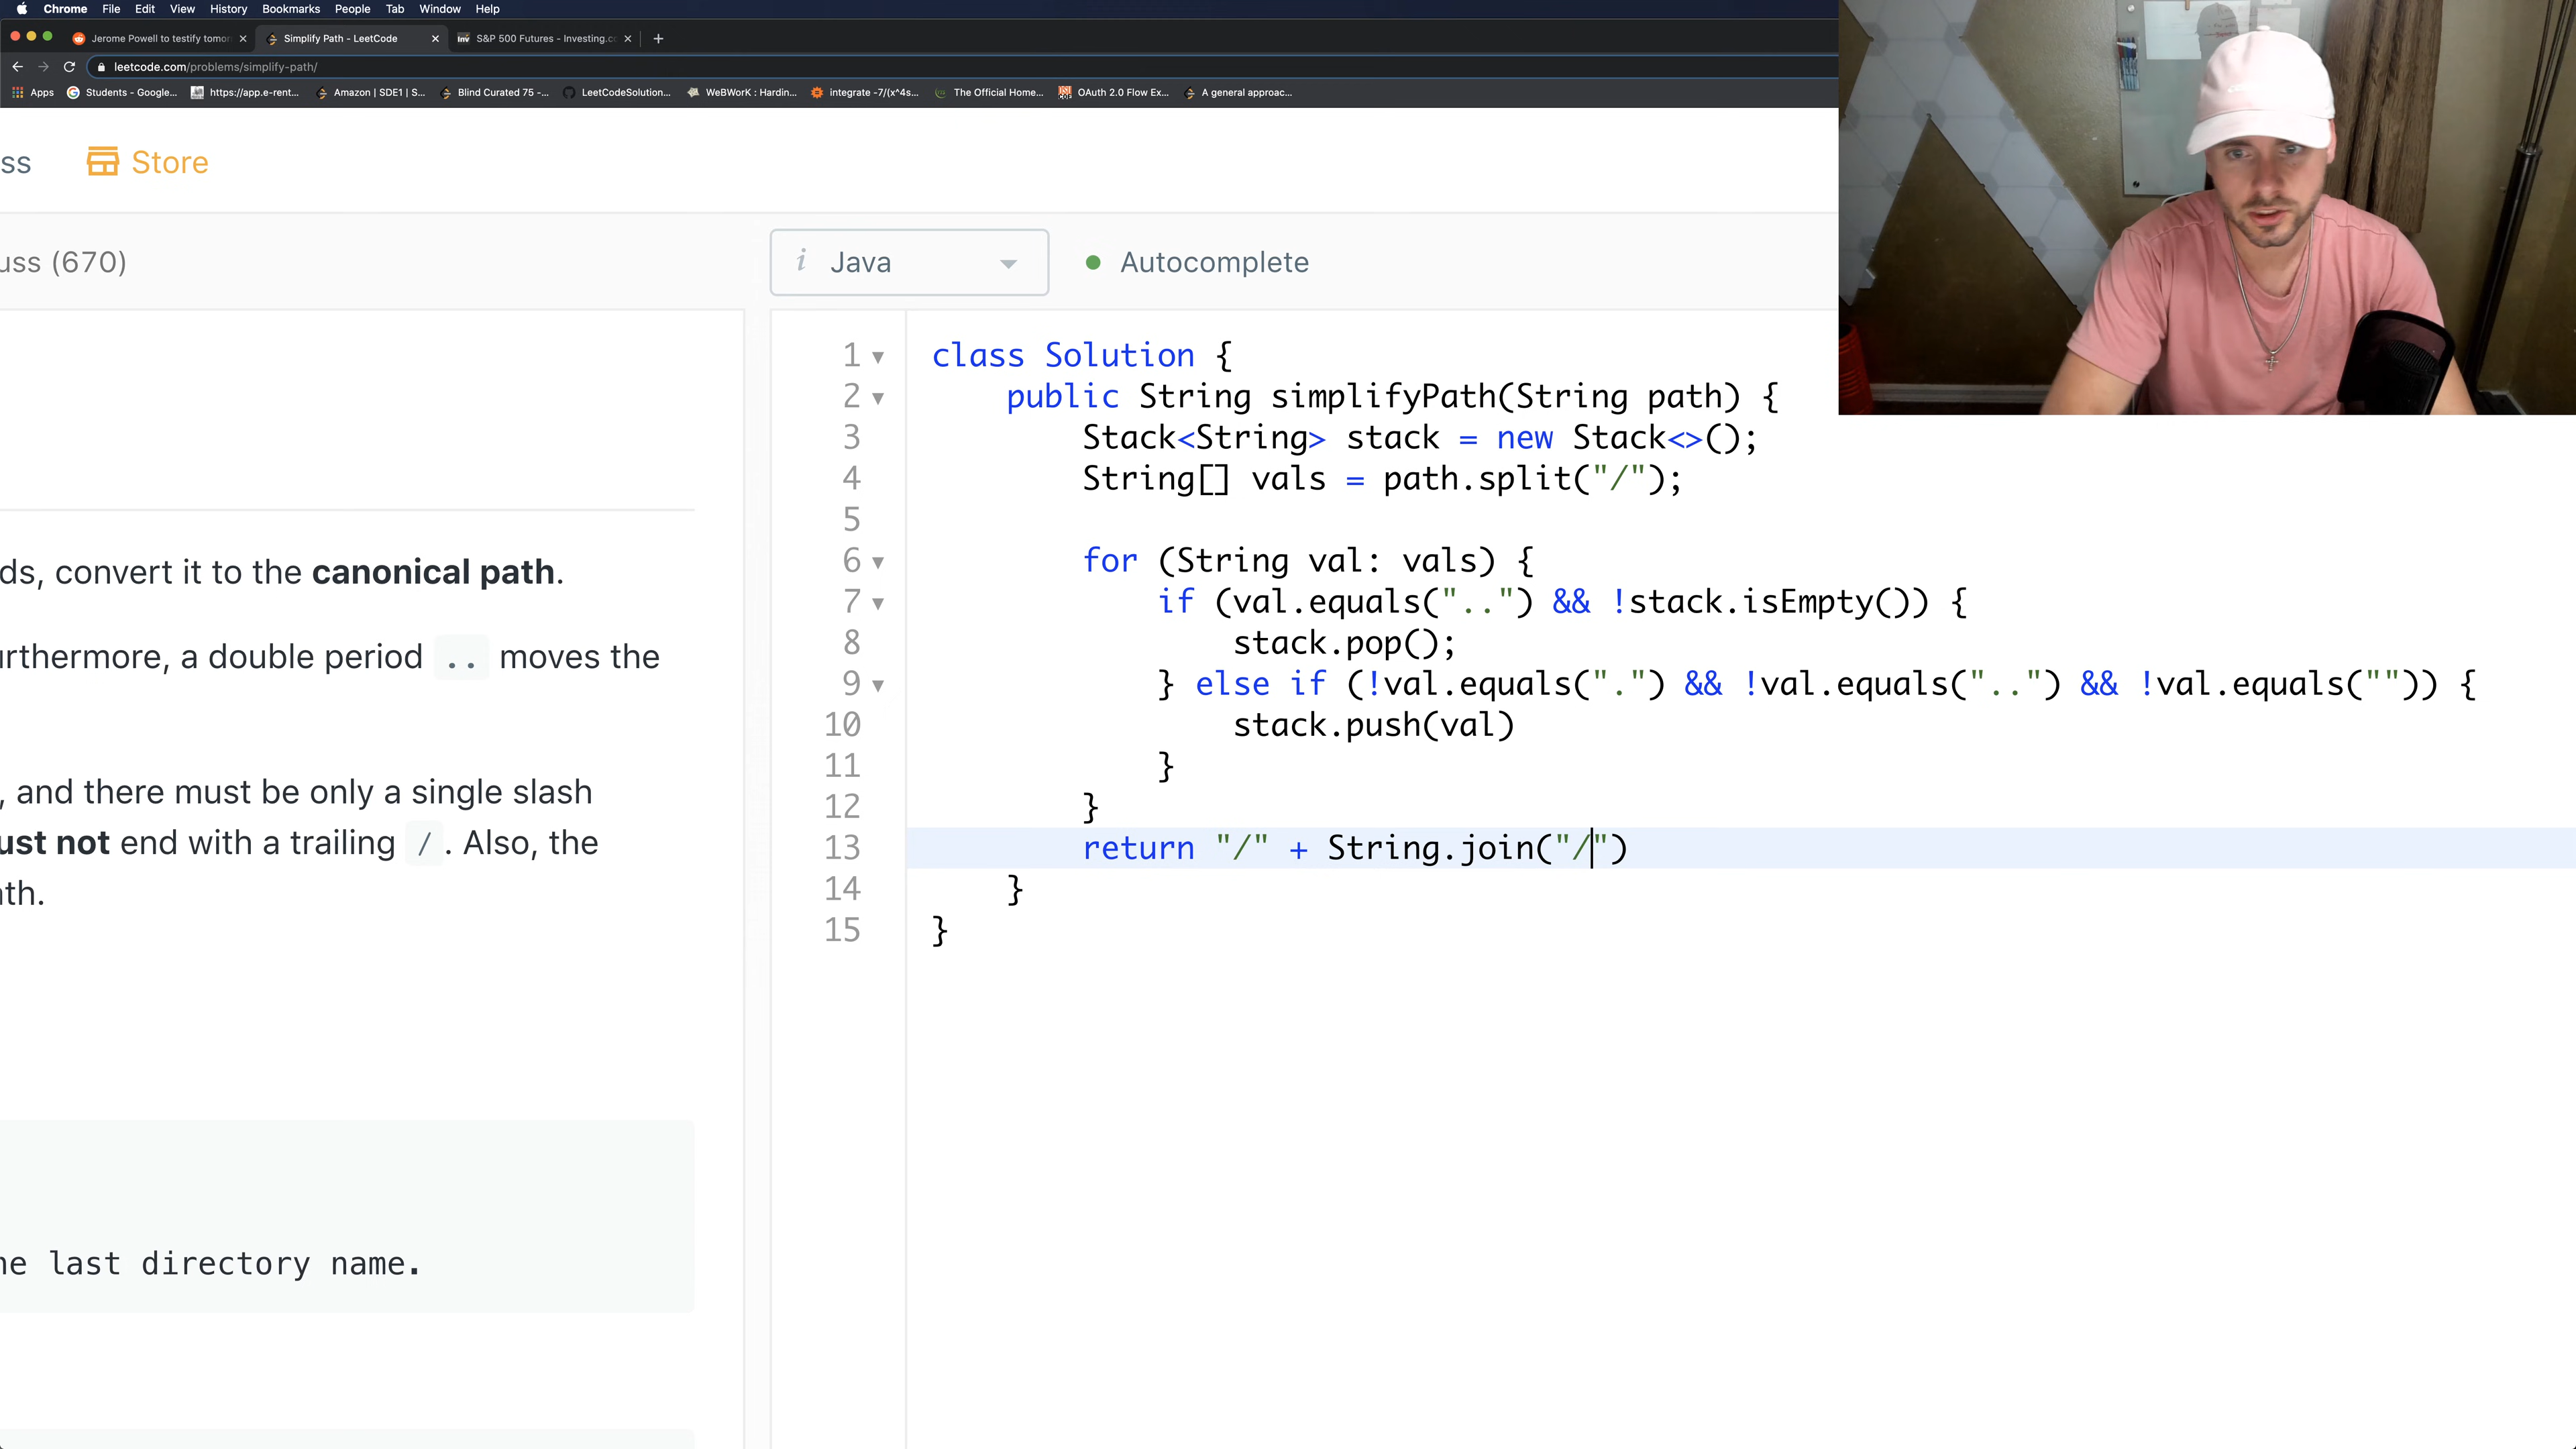 Chrome File Edit View History Bookmarks People Tab Window Help
Jerome Powell to testify tomor
Simplify Path - LeetCode
S&P 500 Futures - Investing.c
leetcode.com/problems/simplify-path/
Apps Students - Google... https://app.e-rent... Amazon | SDE1 | S... Blind Curated 75 -... LeetCodeSolution... WeBWorK : Hardin... integrate -7/(x^4s... The Official Home... OAuth 2.0 Flow Ex... A general approac...
ss Store
uss (670)
i Java
Autocomplete
ds, convert it to the canonical path.
urthermore, a double period .. moves the
, and there must be only a single slash
ust not end with a trailing / . Also, the
ath.
he last directory name.
1 class Solution {
2 public String simplifyPath(String path) {
3 Stack<String> stack = new Stack<>();
4 String[] vals = path.split("/");
5
6 for (String val: vals) {
7 if (val.equals("..") && !stack.isEmpty()) {
8 stack.pop();
9 } else if (!val.equals(".") && !val.equals("..") && !val.equals("")) {
10 stack.push(val)
11 }
12 }
13 return "/" + String.join("/")
14 }
15 }